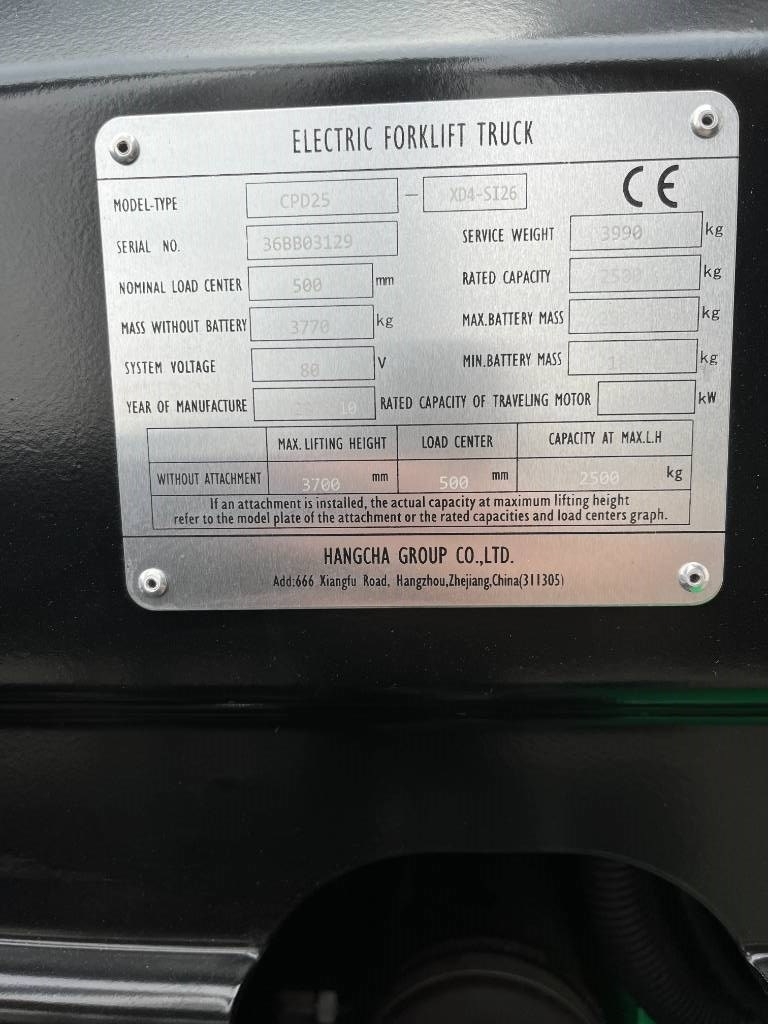 ELECTRIC FORKLIFT TRUCK
MODEL-TYPE CPD25 - XD4-SI26 CE
SERIAL NO. 36BB03129 SERVICE WEIGHT 3990 kg
NOMINAL LOAD CENTER 500 mm RATED CAPACITY 2500 kg
MASS WITHOUT BATTERY 3770 kg MAX.BATTERY MASS kg
SYSTEM VOLTAGE 80 V MIN.BATTERY MASS kg
YEAR OF MANUFACTURE 10 RATED CAPACITY OF TRAVELING MOTOR kW
MAX. LIFTING HEIGHT LOAD CENTER CAPACITY AT MAX.L.H
WITHOUT ATTACHMENT 3700 mm 500 mm 2500 kg
If an attachment is installed, the actual capacity at maximum lifting height
refer to the model plate of the attachment or the rated capacities and load centers graph.
HANGCHA GROUP CO.,LTD.
Add:666 Xiangfu Road, Hangzhou,Zhejiang,China(311305)